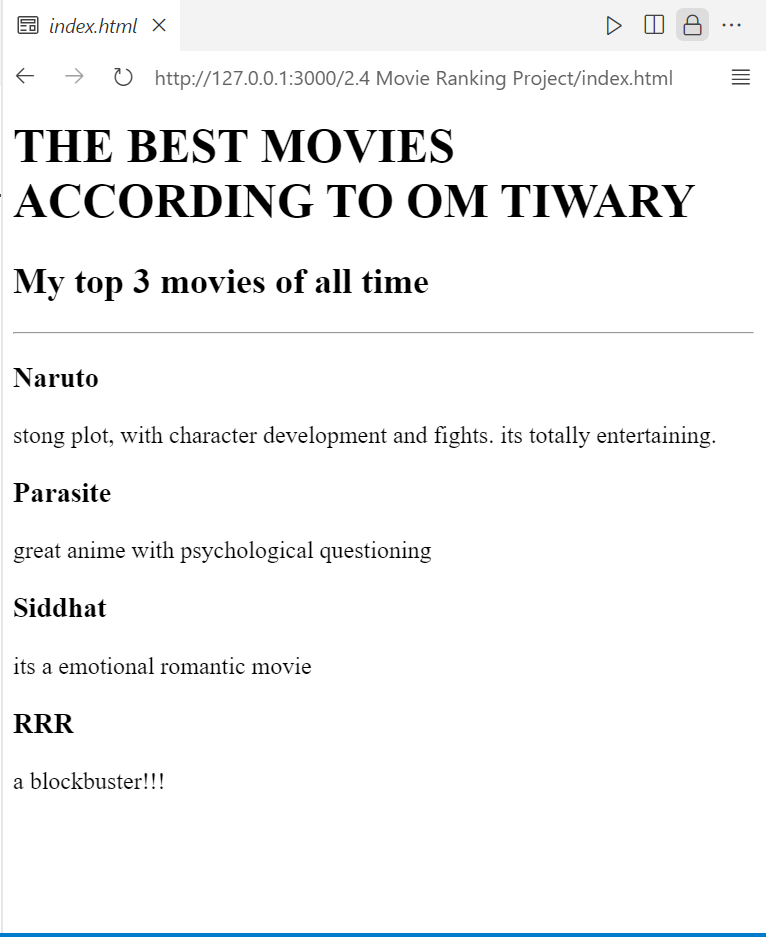 index.html
http://127.0.0.1:3000/2.4 Movie Ranking Project/index.html
THE BEST MOVIES
ACCORDING TO OM TIWARY
My top 3 movies of all time
Naruto
stong plot, with character development and fights. its totally entertaining.
Parasite
great anime with psychological questioning
Siddhat
its a emotional romantic movie
RRR
a blockbuster!!!